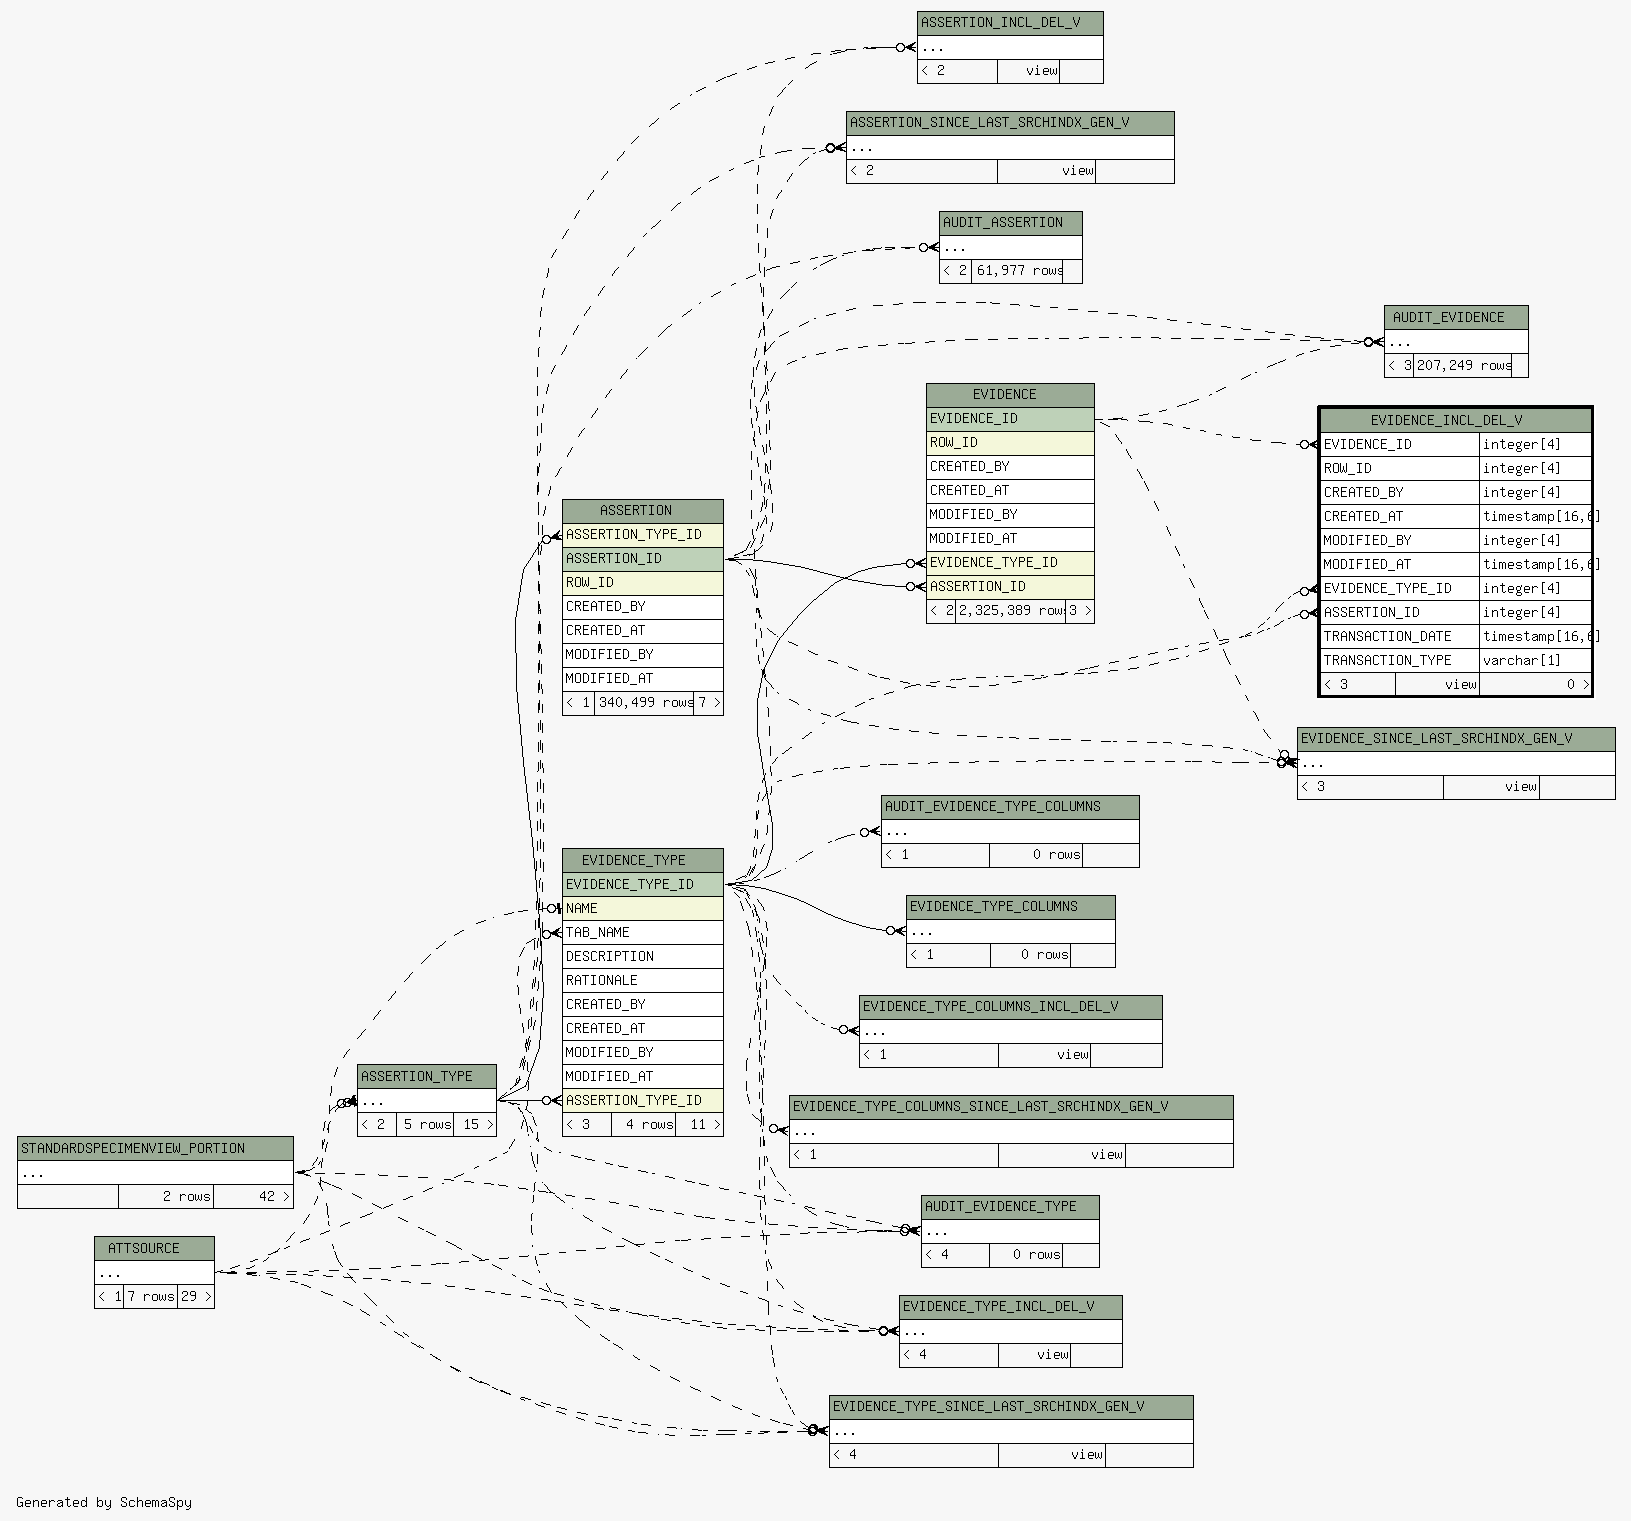 ASSERTION_INCL_DEL_V
...
< 2 view
ASSERTION_SINCE_LAST_SRCHINDX_GEN_V
...
< 2 view
AUDIT_ASSERTION
...
< 2 61,977 rows
AUDIT_EVIDENCE
...
< 3 207,249 rows
EVIDENCE
EVIDENCE_ID
ROW_ID
CREATED_BY
CREATED_AT
MODIFIED_BY
MODIFIED_AT
EVIDENCE_TYPE_ID
ASSERTION_ID
< 2 2,325,389 rows 3 >
EVIDENCE_INCL_DEL_V
EVIDENCE_ID integer[4]
ROW_ID integer[4]
CREATED_BY integer[4]
CREATED_AT timestamp[16,6]
MODIFIED_BY integer[4]
MODIFIED_AT timestamp[16,6]
EVIDENCE_TYPE_ID integer[4]
ASSERTION_ID integer[4]
TRANSACTION_DATE timestamp[16,6]
TRANSACTION_TYPE varchar[1]
< 3 view 0 >
ASSERTION
ASSERTION_TYPE_ID
ASSERTION_ID
ROW_ID
CREATED_BY
CREATED_AT
MODIFIED_BY
MODIFIED_AT
< 1 340,499 rows 7 >
EVIDENCE_SINCE_LAST_SRCHINDX_GEN_V
...
< 3 view
AUDIT_EVIDENCE_TYPE_COLUMNS
...
< 1 0 rows
EVIDENCE_TYPE
EVIDENCE_TYPE_ID
NAME
TAB_NAME
DESCRIPTION
RATIONALE
CREATED_BY
CREATED_AT
MODIFIED_BY
MODIFIED_AT
ASSERTION_TYPE_ID
< 3 4 rows 11 >
EVIDENCE_TYPE_COLUMNS
...
< 1 0 rows
EVIDENCE_TYPE_COLUMNS_INCL_DEL_V
...
< 1 view
ASSERTION_TYPE
...
< 2 5 rows 15 >
EVIDENCE_TYPE_COLUMNS_SINCE_LAST_SRCHINDX_GEN_V
...
< 1 view
STANDARDSPECIMENVIEW_PORTION
...
2 rows 42 >
AUDIT_EVIDENCE_TYPE
...
< 4 0 rows
ATTSOURCE
...
< 1 7 rows 29 >
EVIDENCE_TYPE_INCL_DEL_V
...
< 4 view
EVIDENCE_TYPE_SINCE_LAST_SRCHINDX_GEN_V
...
< 4 view
Generated by SchemaSpy